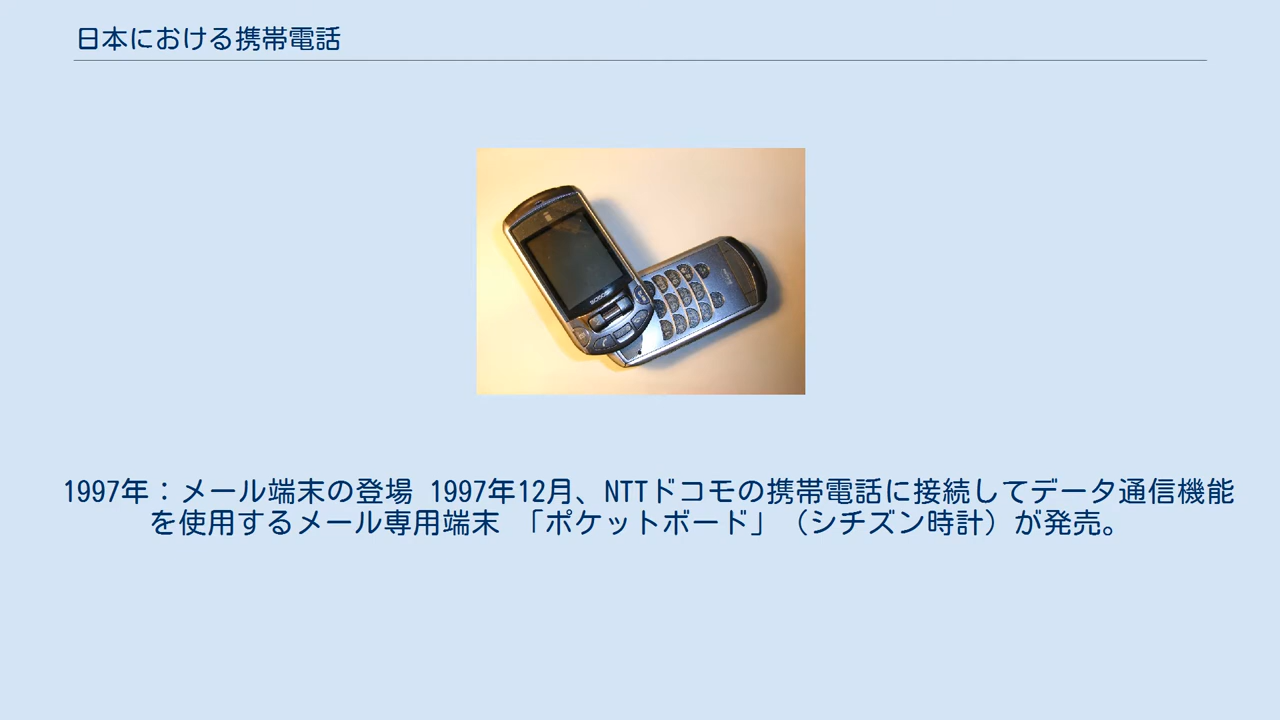 日本における携帯電話
1997年：メール端末の登場 1997年12月、NTTドコモの携帯電話に接続してデータ通信機能
を使用するメール専用端末 「ポケットボード」（シチズン時計）が発売。